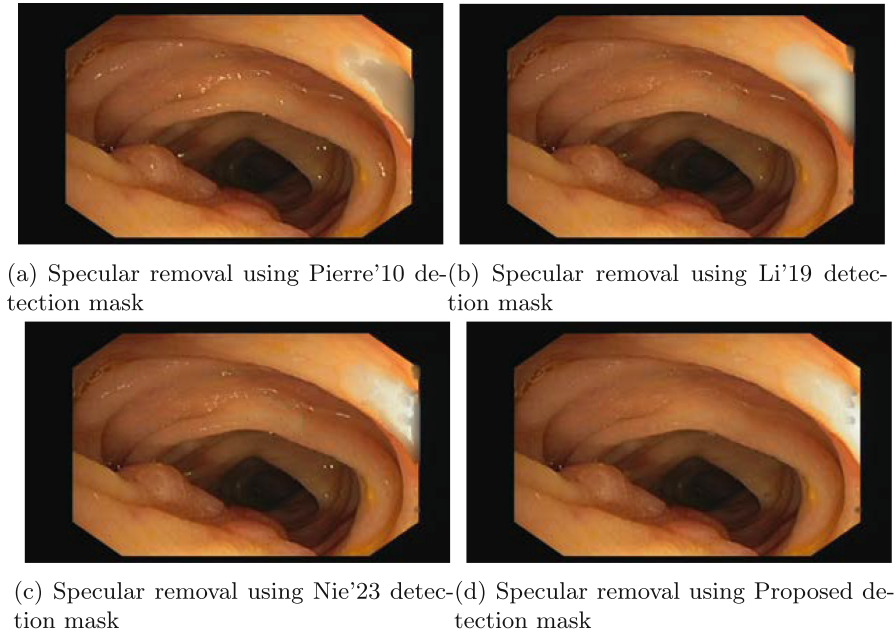 (a) Specular removal using Pierre'10 de-
tection mask
(b) Specular removal using Li'19 detec-
tion mask
(c) Specular removal using Nie'23 detec-
tion mask
(d) Specular removal using Proposed de-
tection mask